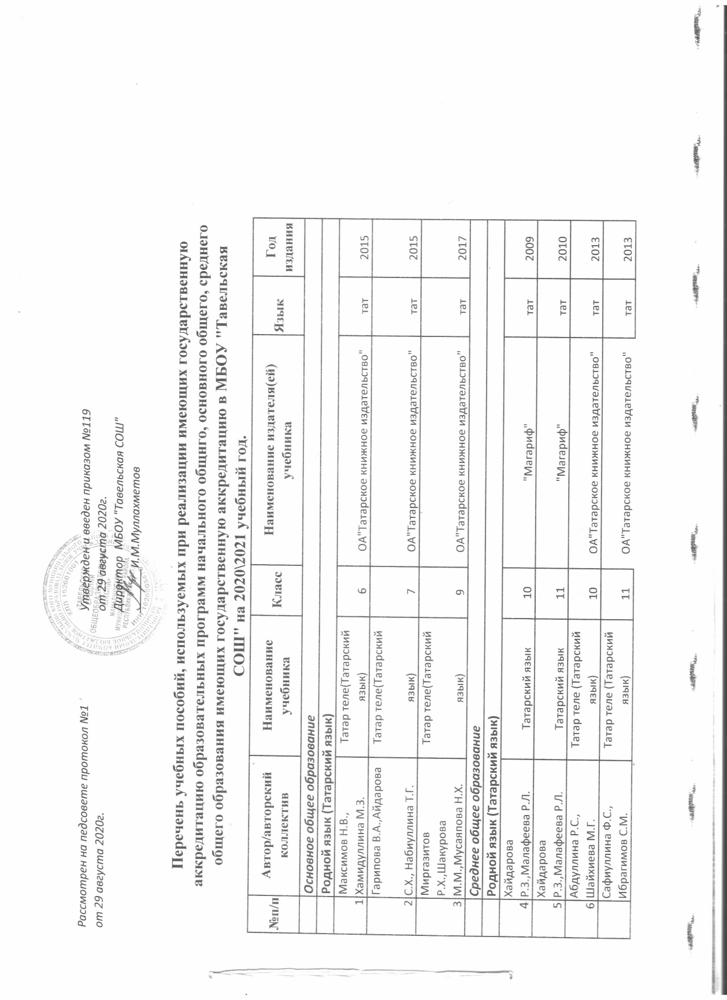 Рассмотрен на педсовете протокол №1
от 29 августа 2020г.
Утвержден и введен приказом №119
от 29 августа 2020г.
Директор МБОУ "Тавельская СОШ"
И.М.Муллахметов
КПП 162601001
ИНН
Перечень учебных пособий, используемых при реализации имеющих государственную
аккредитацию образовательных программ начального общнго, основного общего, среднего
общего образования имеющих государственную аккредитацию в МБОУ "Тавельская
СОШ" на 2020\2021 учебный год.
№п/п Автор/авторский коллектив Наименование учебника Класс Наименование издателя(ей) учебника Язык Год издания
Основное общее образование
Родной язык (Татарский язык)
Максимов Н.В., Татар теле(Татарский
1 Хамидуллина М.З. язык) 6 ОА"Татарское книжное издательство" тат 2015
Гарипова В.А.,Айдарова Татар теле(Татарский
2 С.Х., Набиуллина Т.Г. язык) 7 ОА"Татарское книжное издательство" тат 2015
Миргазитов Татар теле(Татарский
Р.Х.,Шакурова
3 М.М.,Мусаяпова Н.Х. язык) 9 ОА"Татарское книжное издательство" тат 2017
Среднее общее образование
Родной язык (Татарский язык)
Хайдарова
4 Р.З.,Малафеева Р.Л. Татарский язык 10 "Магариф" тат 2009
Хайдарова
5 Р.З.,Малафеева Р.Л. Татарский язык 11 "Магариф" тат 2010
Абдуллина Р.С., Татар теле (Татарский
6 Шайхиева М.Г. язык) 10 ОА"Татарское книжное издательство" тат 2013
Сафиуллина Ф.С., Татар теле (Татарский
Ибрагимов С.М. язык) 11 ОА"Татарское книжное издательство" тат 2013